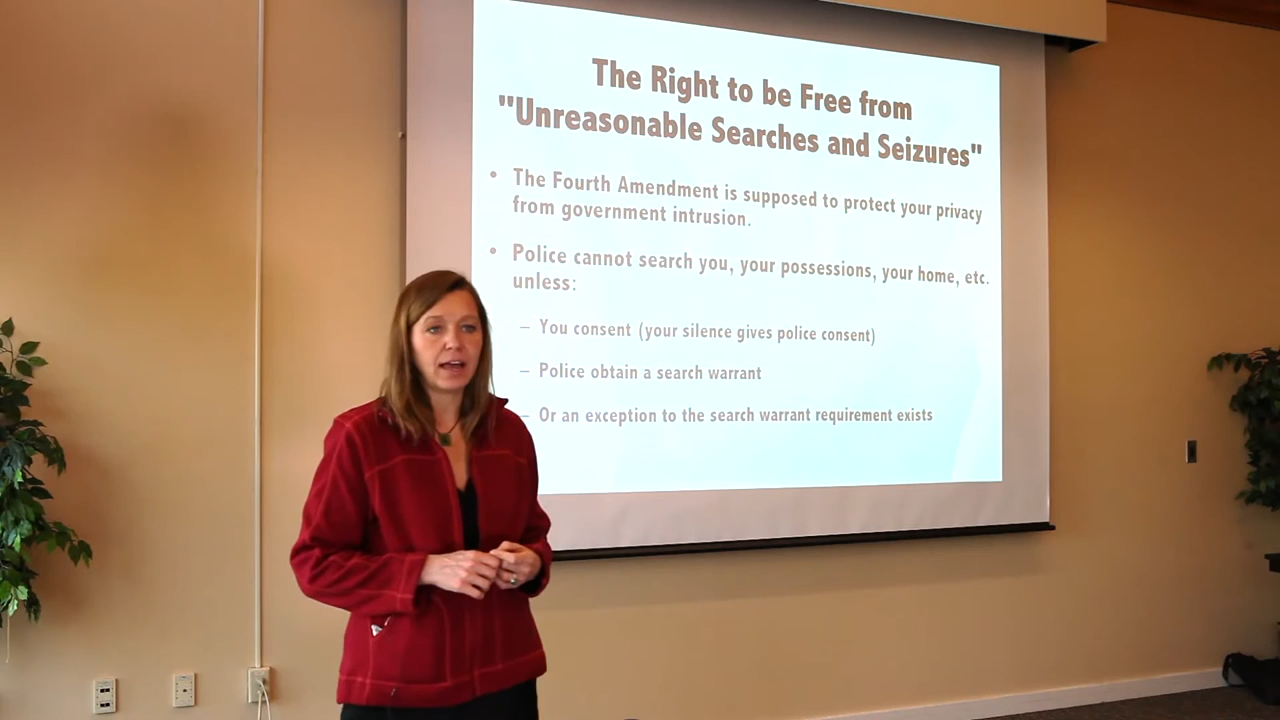 The Right to be Free from
"Unreasonable Searches and Seizures"
• The Fourth Amendment is supposed to protect your privacy
from government intrusion.
• Police cannot search you, your possessions, your home, etc.
unless:
– You consent (your silence gives police consent)
– Police obtain a search warrant
– Or an exception to the search warrant requirement exists